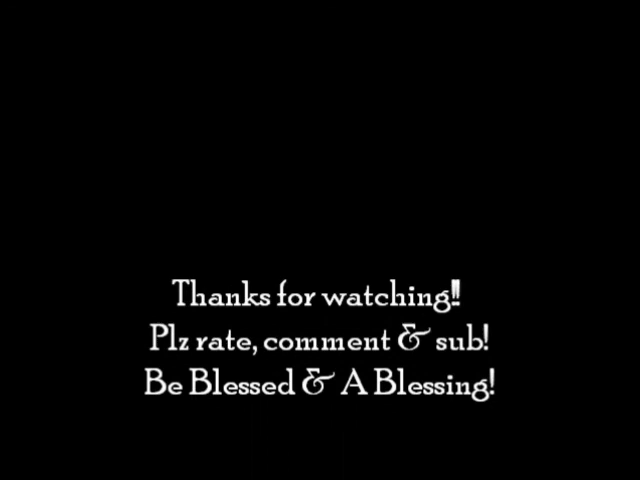 Thanks for watching!!
Plz rate, comment & sub!
Be Blessed & A Blessing!